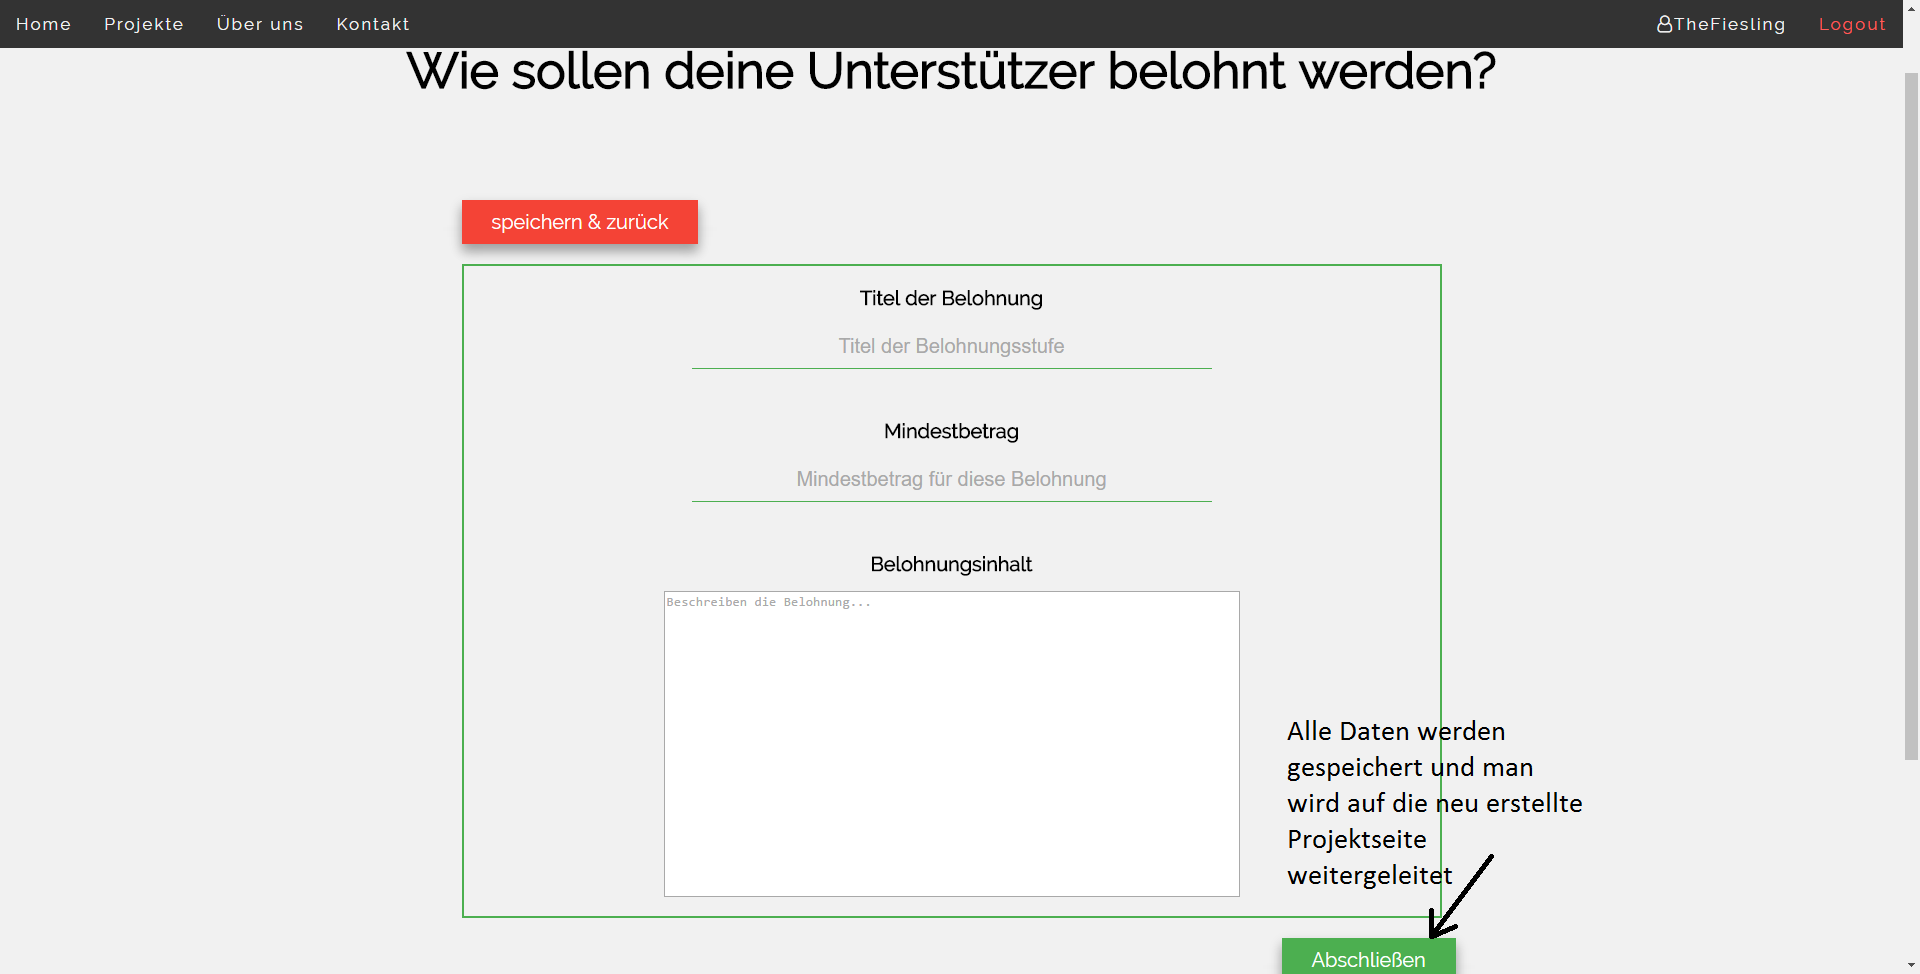 Home Projekte Über uns Kontakt TheFiesling Logout
Wie sollen deine Unterstützer belohnt werden?
speichern & zurück
Titel der Belohnung
Titel der Belohnungsstufe
Mindestbetrag
Mindestbetrag für diese Belohnung
Belohnungsinhalt
Beschreiben die Belohnung...
Alle Daten werden
gespeichert und man
wird auf die neu erstellte
Projektseite
weitergeleitet
Abschließen